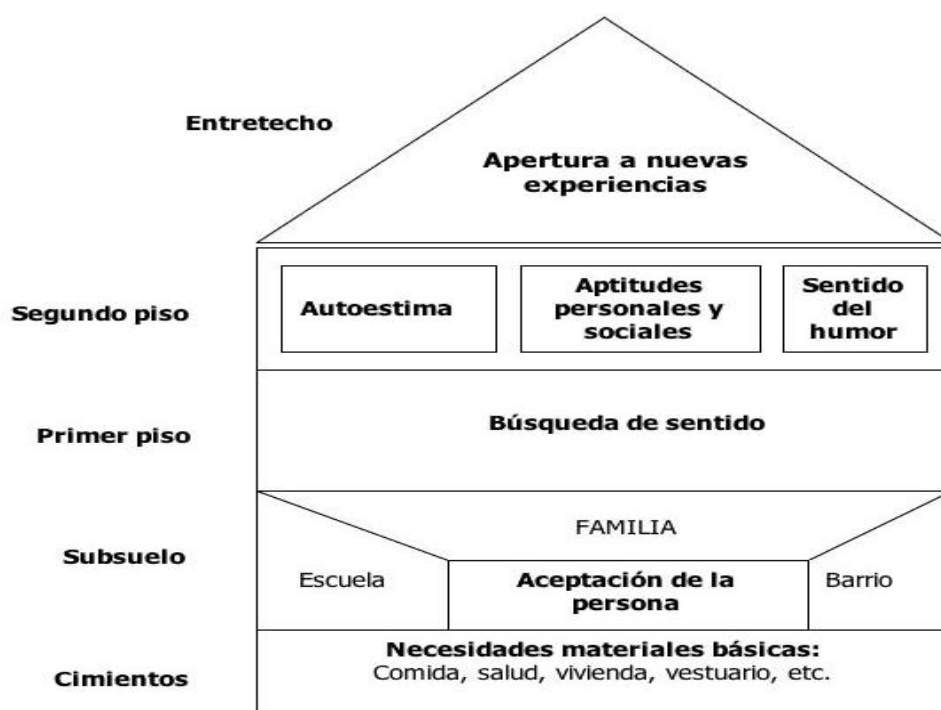 Entretecho
Apertura a nuevas
experiencias
Segundo piso
Autoestima
Aptitudes
personales y
sociales
Sentido
del
humor
Primer piso
Búsqueda de sentido
Subsuelo
FAMILIA
Escuela
Aceptación de la
persona
Barrio
Cimientos
Necesidades materiales básicas:
Comida, salud, vivienda, vestuario, etc.